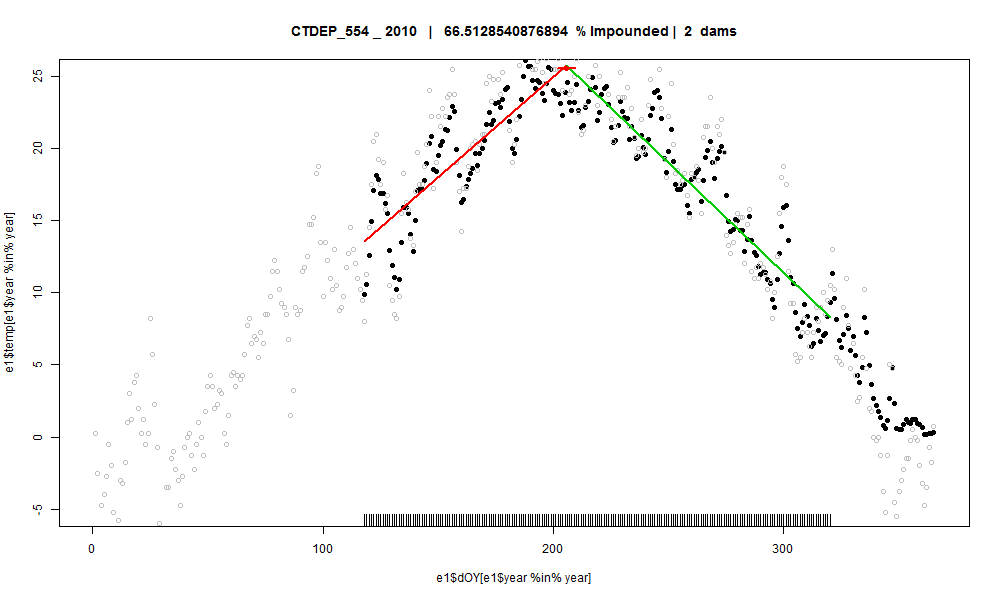 CTDEP_554 _ 2010 | 66.5128540876894 % Impounded | 2 dams
e1$temp[e1$year %in% year]
25
20
15
10
5
0
-5
0 100 200 300
e1$dOY[e1$year %in% year]